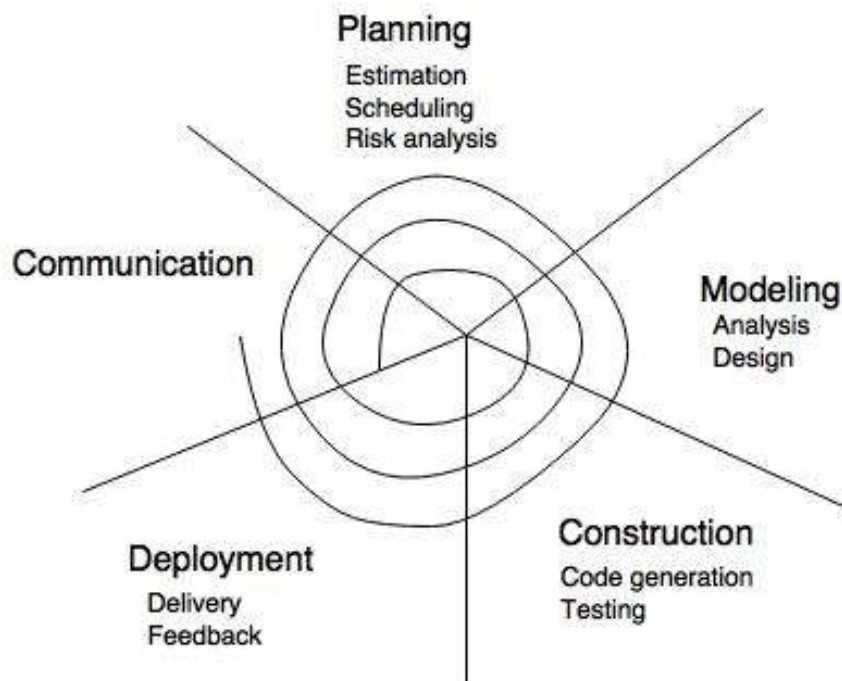 Planning
Estimation
Scheduling
Risk analysis
Communication
Modeling
Analysis
Design
Construction
Code generation
Testing
Deployment
Delivery
Feedback